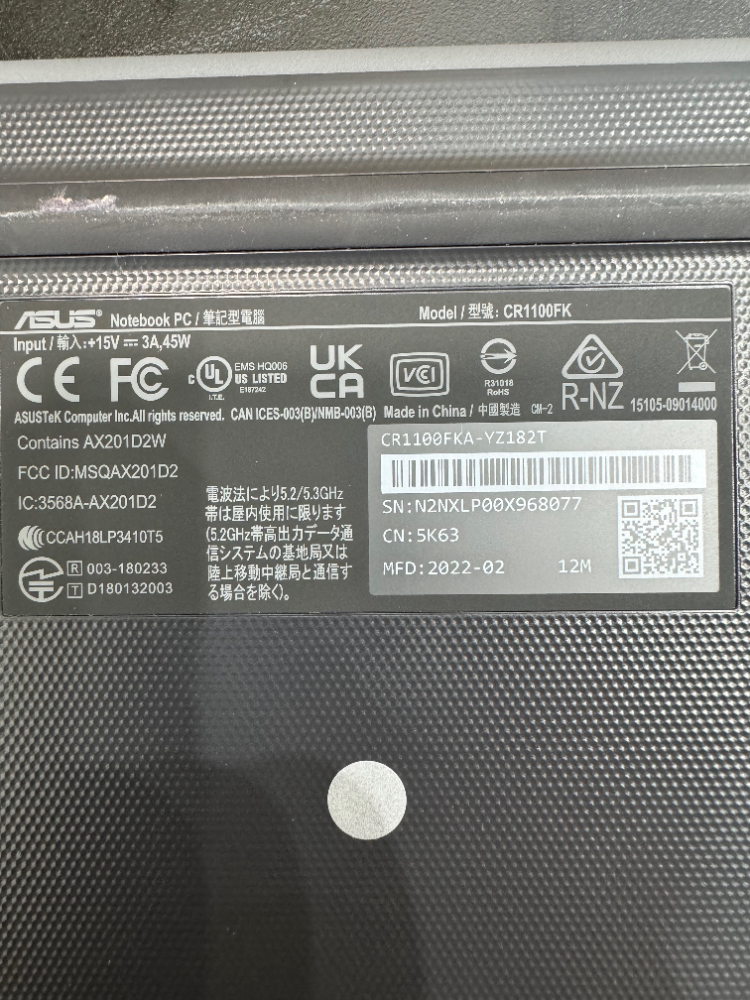 ASUS® Notebook PC / 筆記型電腦
Model / 型號: CR1100FK
Input / 輸入:+15V ⎓ 3A,45W
CE FC c UL US LISTED I.T.E. EMS HQ006 E187242 UK CA VCI R31018 RoHS R-NZ
ASUSTeK Computer Inc.All rights reserved. CAN ICES-003(B)/NMB-003(B) Made in China / 中國製造 CM-2 15105-09014000
Contains AX201D2W
FCC ID:MSQAX201D2
IC:3568A-AX201D2
CCAH18LP3410T5
R 003-180233
T D180132003
電波法により5.2/5.3GHz
帯は屋内使用に限ります
(5.2GHz帯高出力データ通
信システムの基地局又は
陸上移動中継局と通信す
る場合を除く)。
CR1100FKA-YZ182T
SN:N2NXLP00X968077
CN:5K63
MFD:2022-02 12M